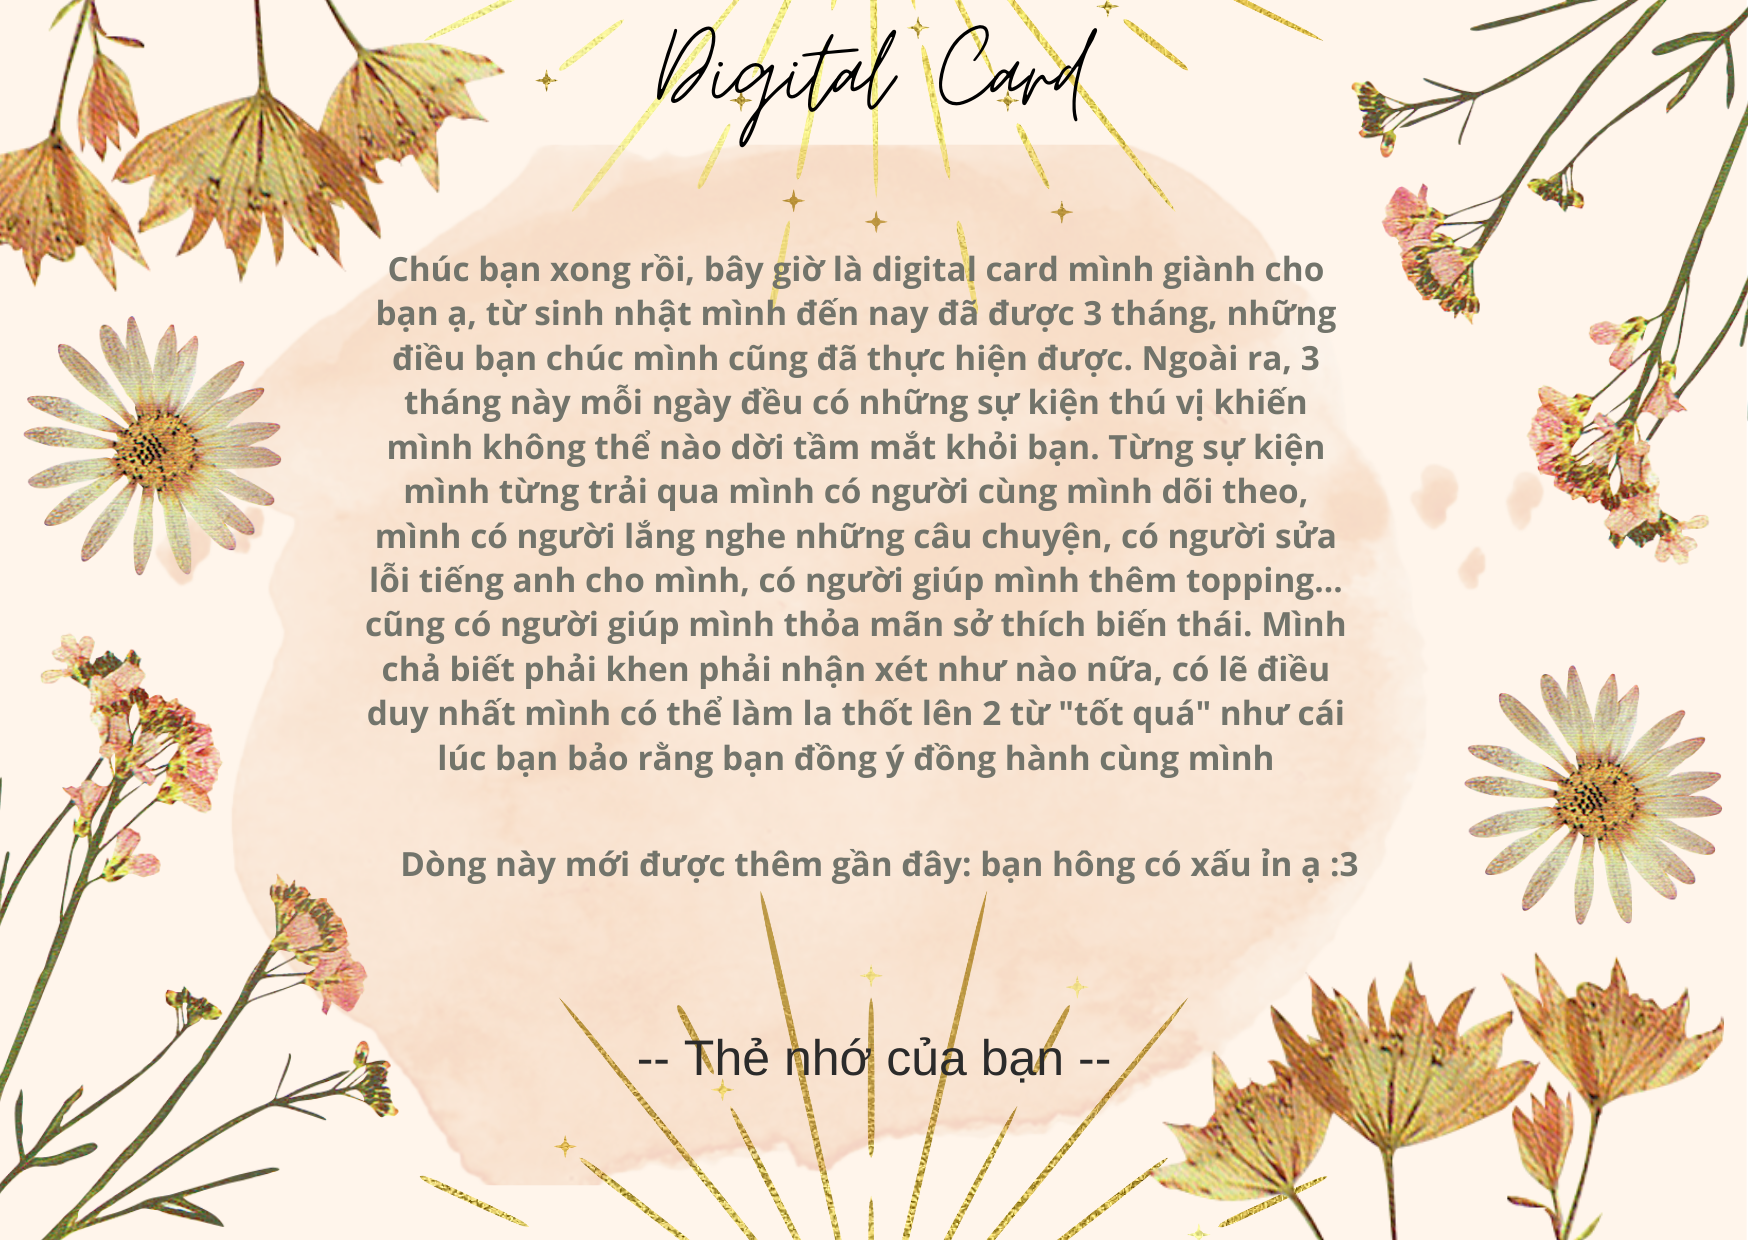 Digital Card
Chúc bạn xong rồi, bây giờ là digital card mình giành cho
bạn ạ, từ sinh nhật mình đến nay đã được 3 tháng, những
điều bạn chúc mình cũng đã thực hiện được. Ngoài ra, 3
tháng này mỗi ngày đều có những sự kiện thú vị khiến
mình không thể nào dời tầm mắt khỏi bạn. Từng sự kiện
mình từng trải qua mình có người cùng mình dõi theo,
mình có người lắng nghe những câu chuyện, có người sửa
lỗi tiếng anh cho mình, có người giúp mình thêm topping...
cũng có người giúp mình thỏa mãn sở thích biến thái. Mình
chả biết phải khen phải nhận xét như nào nữa, có lẽ điều
duy nhất mình có thể làm la thốt lên 2 từ "tốt quá" như cái
lúc bạn bảo rằng bạn đồng ý đồng hành cùng mình
Dòng này mới được thêm gần đây: bạn hông có xấu ỉn ạ :3
-- Thẻ nhớ của bạn --